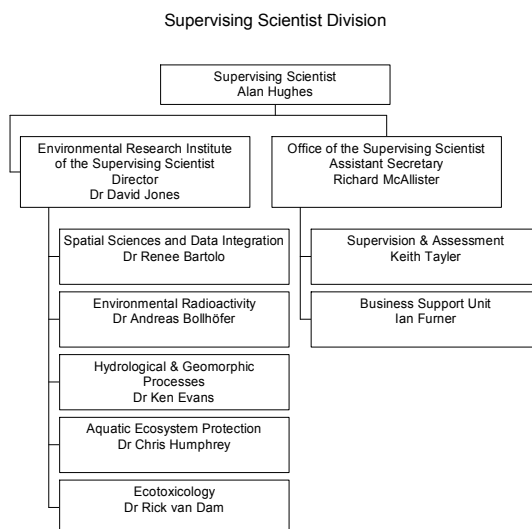 Supervising Scientist Division
Supervising Scientist
Alan Hughes
Environmental Research Institute
of the Supervising Scientist
Director
Dr David Jones
Office of the Supervising Scientist
Assistant Secretary
Richard McAllister
Spatial Sciences and Data Integration
Dr Renee Bartolo
Environmental Radioactivity
Dr Andreas Bollhöfer
Hydrological & Geomorphic
Processes
Dr Ken Evans
Aquatic Ecosystem Protection
Dr Chris Humphrey
Ecotoxicology
Dr Rick van Dam
Supervision & Assessment
Keith Tayler
Business Support Unit
Ian Furner